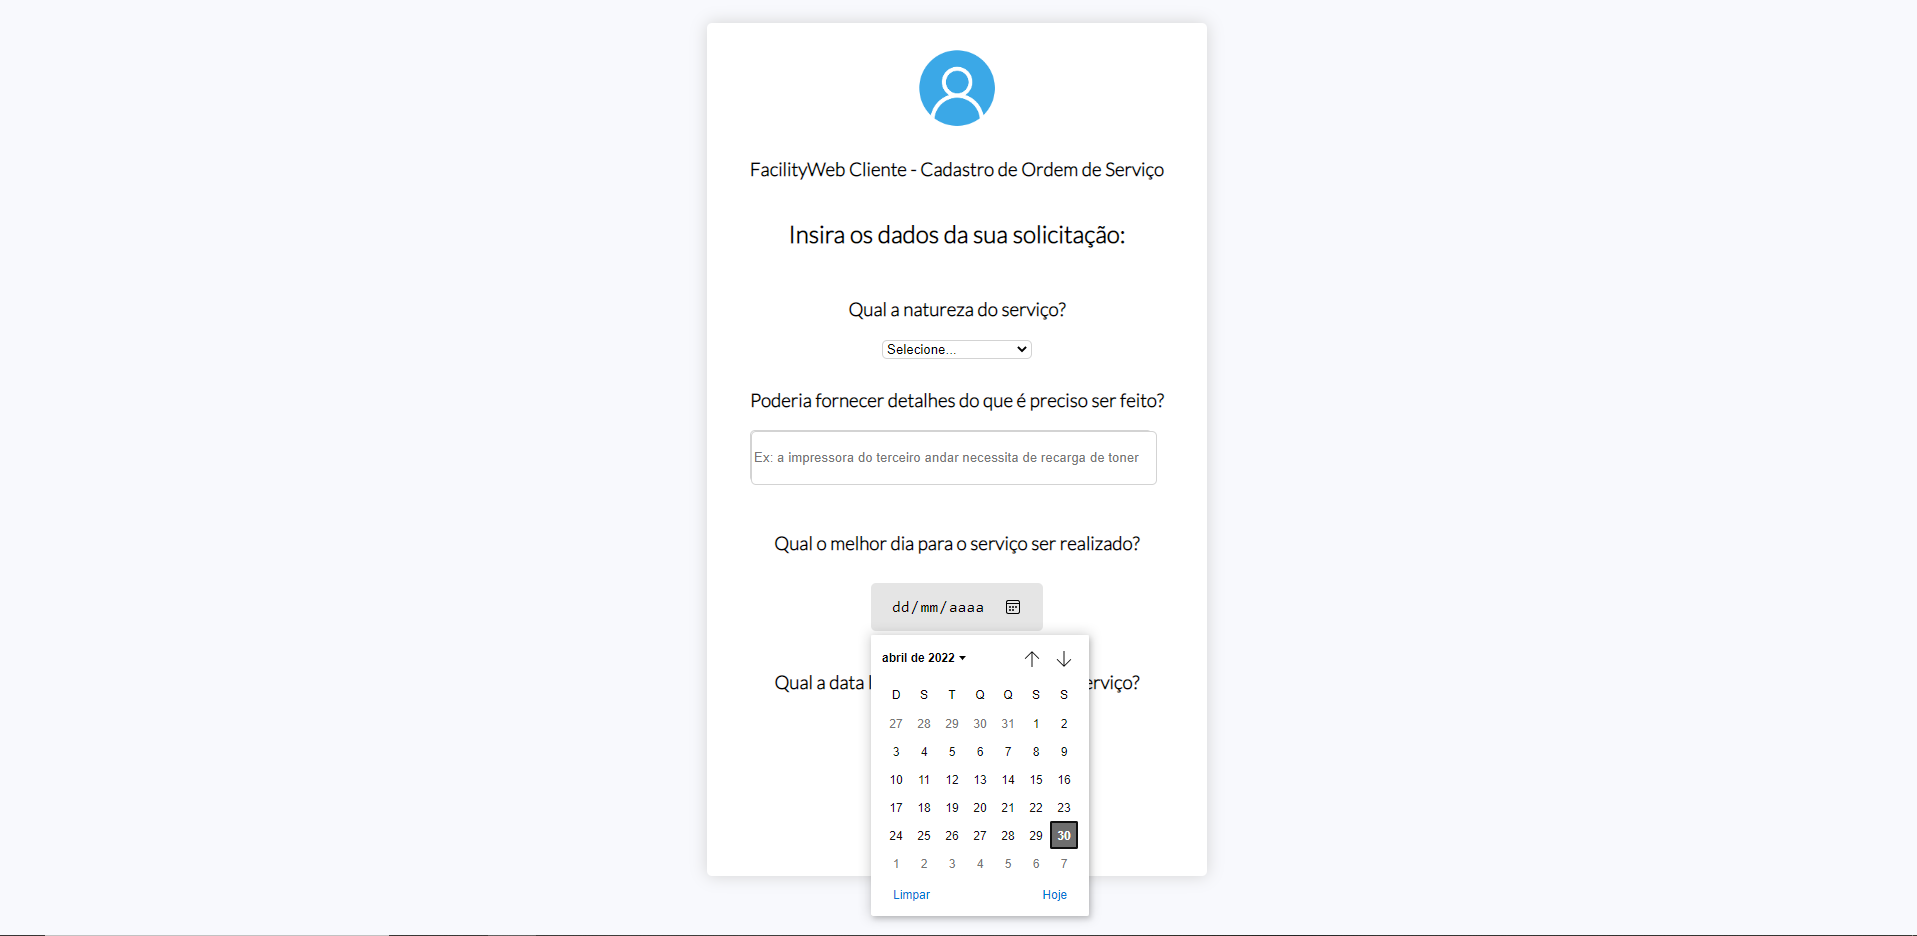 FacilityWeb Cliente - Cadastro de Ordem de Serviço
Insira os dados da sua solicitação:
Qual a natureza do serviço?
Selecione...
Poderia fornecer detalhes do que é preciso ser feito?
Ex: a impressora do terceiro andar necessita de recarga de toner
Qual o melhor dia para o serviço ser realizado?
dd/mm/aaaa
abril de 2022
Qual a data
D S T Q Q S S
27 28 29 30 31 1 2
3 4 5 6 7 8 9
10 11 12 13 14 15 16
17 18 19 20 21 22 23
24 25 26 27 28 29 30
1 2 3 4 5 6 7
Limpar Hoje